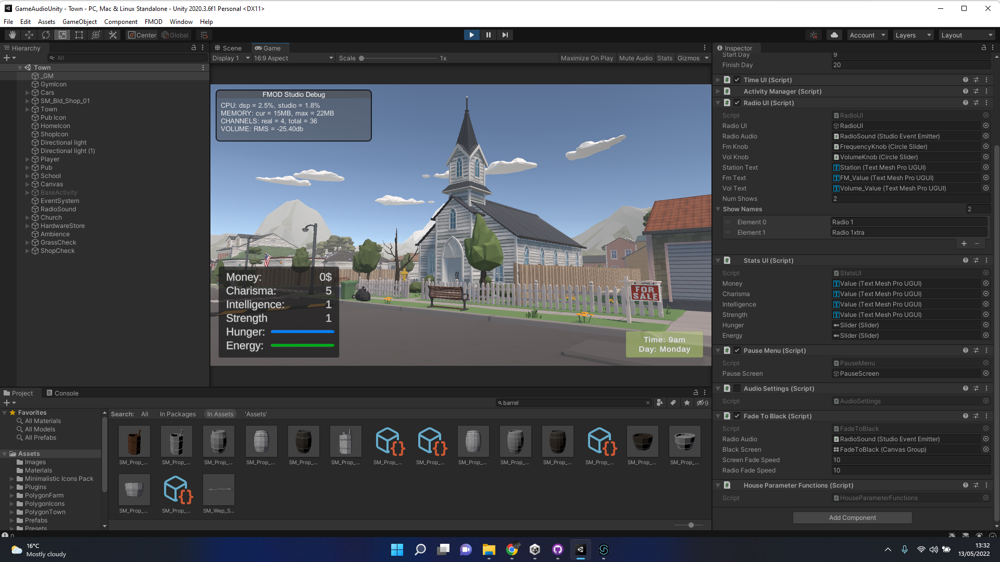 GameAudioUnity - Town - PC, Mac & Linux Standalone - Unity 2020.3.6f1 Personal <DX11>
File Edit Assets GameObject Component FMOD Window Help
Center Global Account Layers Layout
Hierarchy
All
Town
_GM
GymIcon
Cars
SM_Bld_Shop_01
Town
Pub Icon
HomeIcon
ShopIcon
Directional light
Directional light (1)
Player
Pub
School
Canvas
BaseActivity
EventSystem
RadioSound
Church
HardwareStore
Ambience
GrassCheck
ShopCheck
Scene Game
Display 1 16:9 Aspect Scale 1x Maximize On Play Mute Audio Stats Gizmos
FMOD Studio Debug
CPU: dsp = 2.5%, studio = 1.8%
MEMORY: cur = 15MB, max = 22MB
CHANNELS: real = 4, total = 36
VOLUME: RMS = -25.40db
FOR
SALE
Money: 0$
Charisma: 5
Intelligence: 1
Strength 1
Hunger:
Energy:
Time: 9am
Day: Monday
Inspector
Start Day 9
Finish Day 20
Time UI (Script)
Activity Manager (Script)
Radio UI (Script)
Script RadioUI
Radio UI RadioUI
Radio Audio RadioSound (Studio Event Emitter)
Fm Knob FrequencyKnob (Circle Slider)
Vol Knob VolumeKnob (Circle Slider)
Station Text Station (Text Mesh Pro UGUI)
Fm Text FM_Value (Text Mesh Pro UGUI)
Vol Text Volume_Value (Text Mesh Pro UGUI)
Num Shows 2
Show Names 2
Element 0 Radio 1
Element 1 Radio 1xtra
Stats UI (Script)
Script StatsUI
Money Value (Text Mesh Pro UGUI)
Charisma Value (Text Mesh Pro UGUI)
Intelligence Value (Text Mesh Pro UGUI)
Strength Value (Text Mesh Pro UGUI)
Hunger Slider (Slider)
Energy Slider (Slider)
Pause Menu (Script)
Script PauseMenu
Pause Screen PauseScreen
Audio Settings (Script)
Script AudioSettings
Fade To Black (Script)
Script FadeToBlack
Radio Audio RadioSound (Studio Event Emitter)
Black Screen FadeToBlack (Canvas Group)
Screen Fade Speed 10
Radio Fade Speed 10
House Parameter Functions (Script)
Script HouseParameterFunctions
Add Component
Project Console
barrel 9
Favorites
All Materials
All Models
All Prefabs
Assets
Images
Materials
Minimalistic Icons Pack
Plugins
PolygonFarm
PolygonIcons
PolygonTown
Prefabs
Presets
Search: All In Packages In Assets 'Assets'
SM_Prop_... SM_Prop_... SM_Prop_... SM_Prop_... SM_Prop_... SM_Prop_... SM_Prop_... SM_Prop_... SM_Prop_... SM_Prop_... SM_Prop_... SM_Prop_... SM_Prop_... SM_Prop_...
SM_Prop_... SM_Prop_... SM_Wep_S...
0
16°C
Mostly cloudy
13:32
13/05/2022